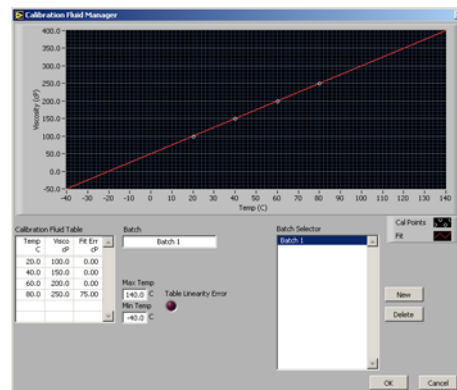 Calibration Fluid Manager
400.0
350.0
300.0
250.0
200.0
150.0
100.0
50.0
0.0
-50.0
Viscosity (cP)
-40 -30 -20 -10 0 10 20 30 40 50 60 70 80 90 100 110 120 130 140
Temp (C)
Cal Points
Fit
Calibration Fluid Table
Temp C Visco cP Fit Err cP
20.0 100.0 0.00
40.0 150.0 0.00
60.0 200.0 0.00
80.0 250.0 75.00
Batch
Batch 1
Max Temp
140.0 C
Min Temp
-40.0 C
Table Linearity Error
Batch Selector
Batch 1
New
Delete
OK Cancel